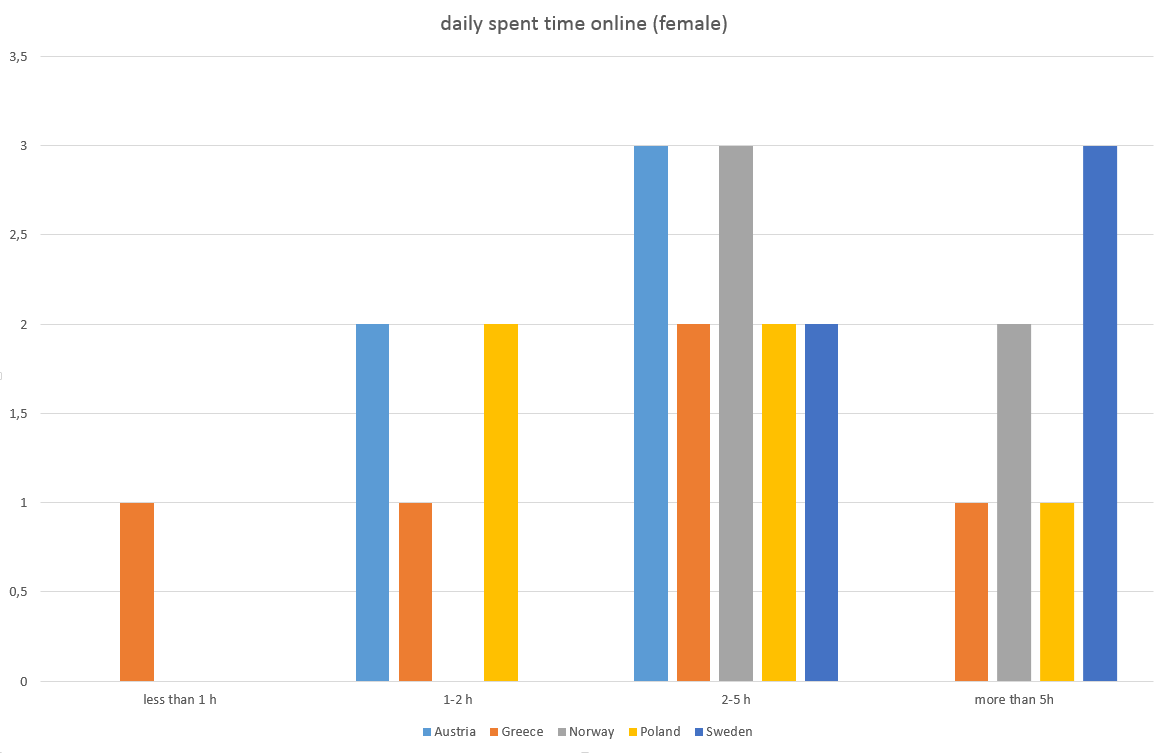 daily spent time online (female)
3,5
3
2,5
2
1,5
1
0,5
0
less than 1 h 1-2 h 2-5 h more than 5h
Austria Greece Norway Poland Sweden